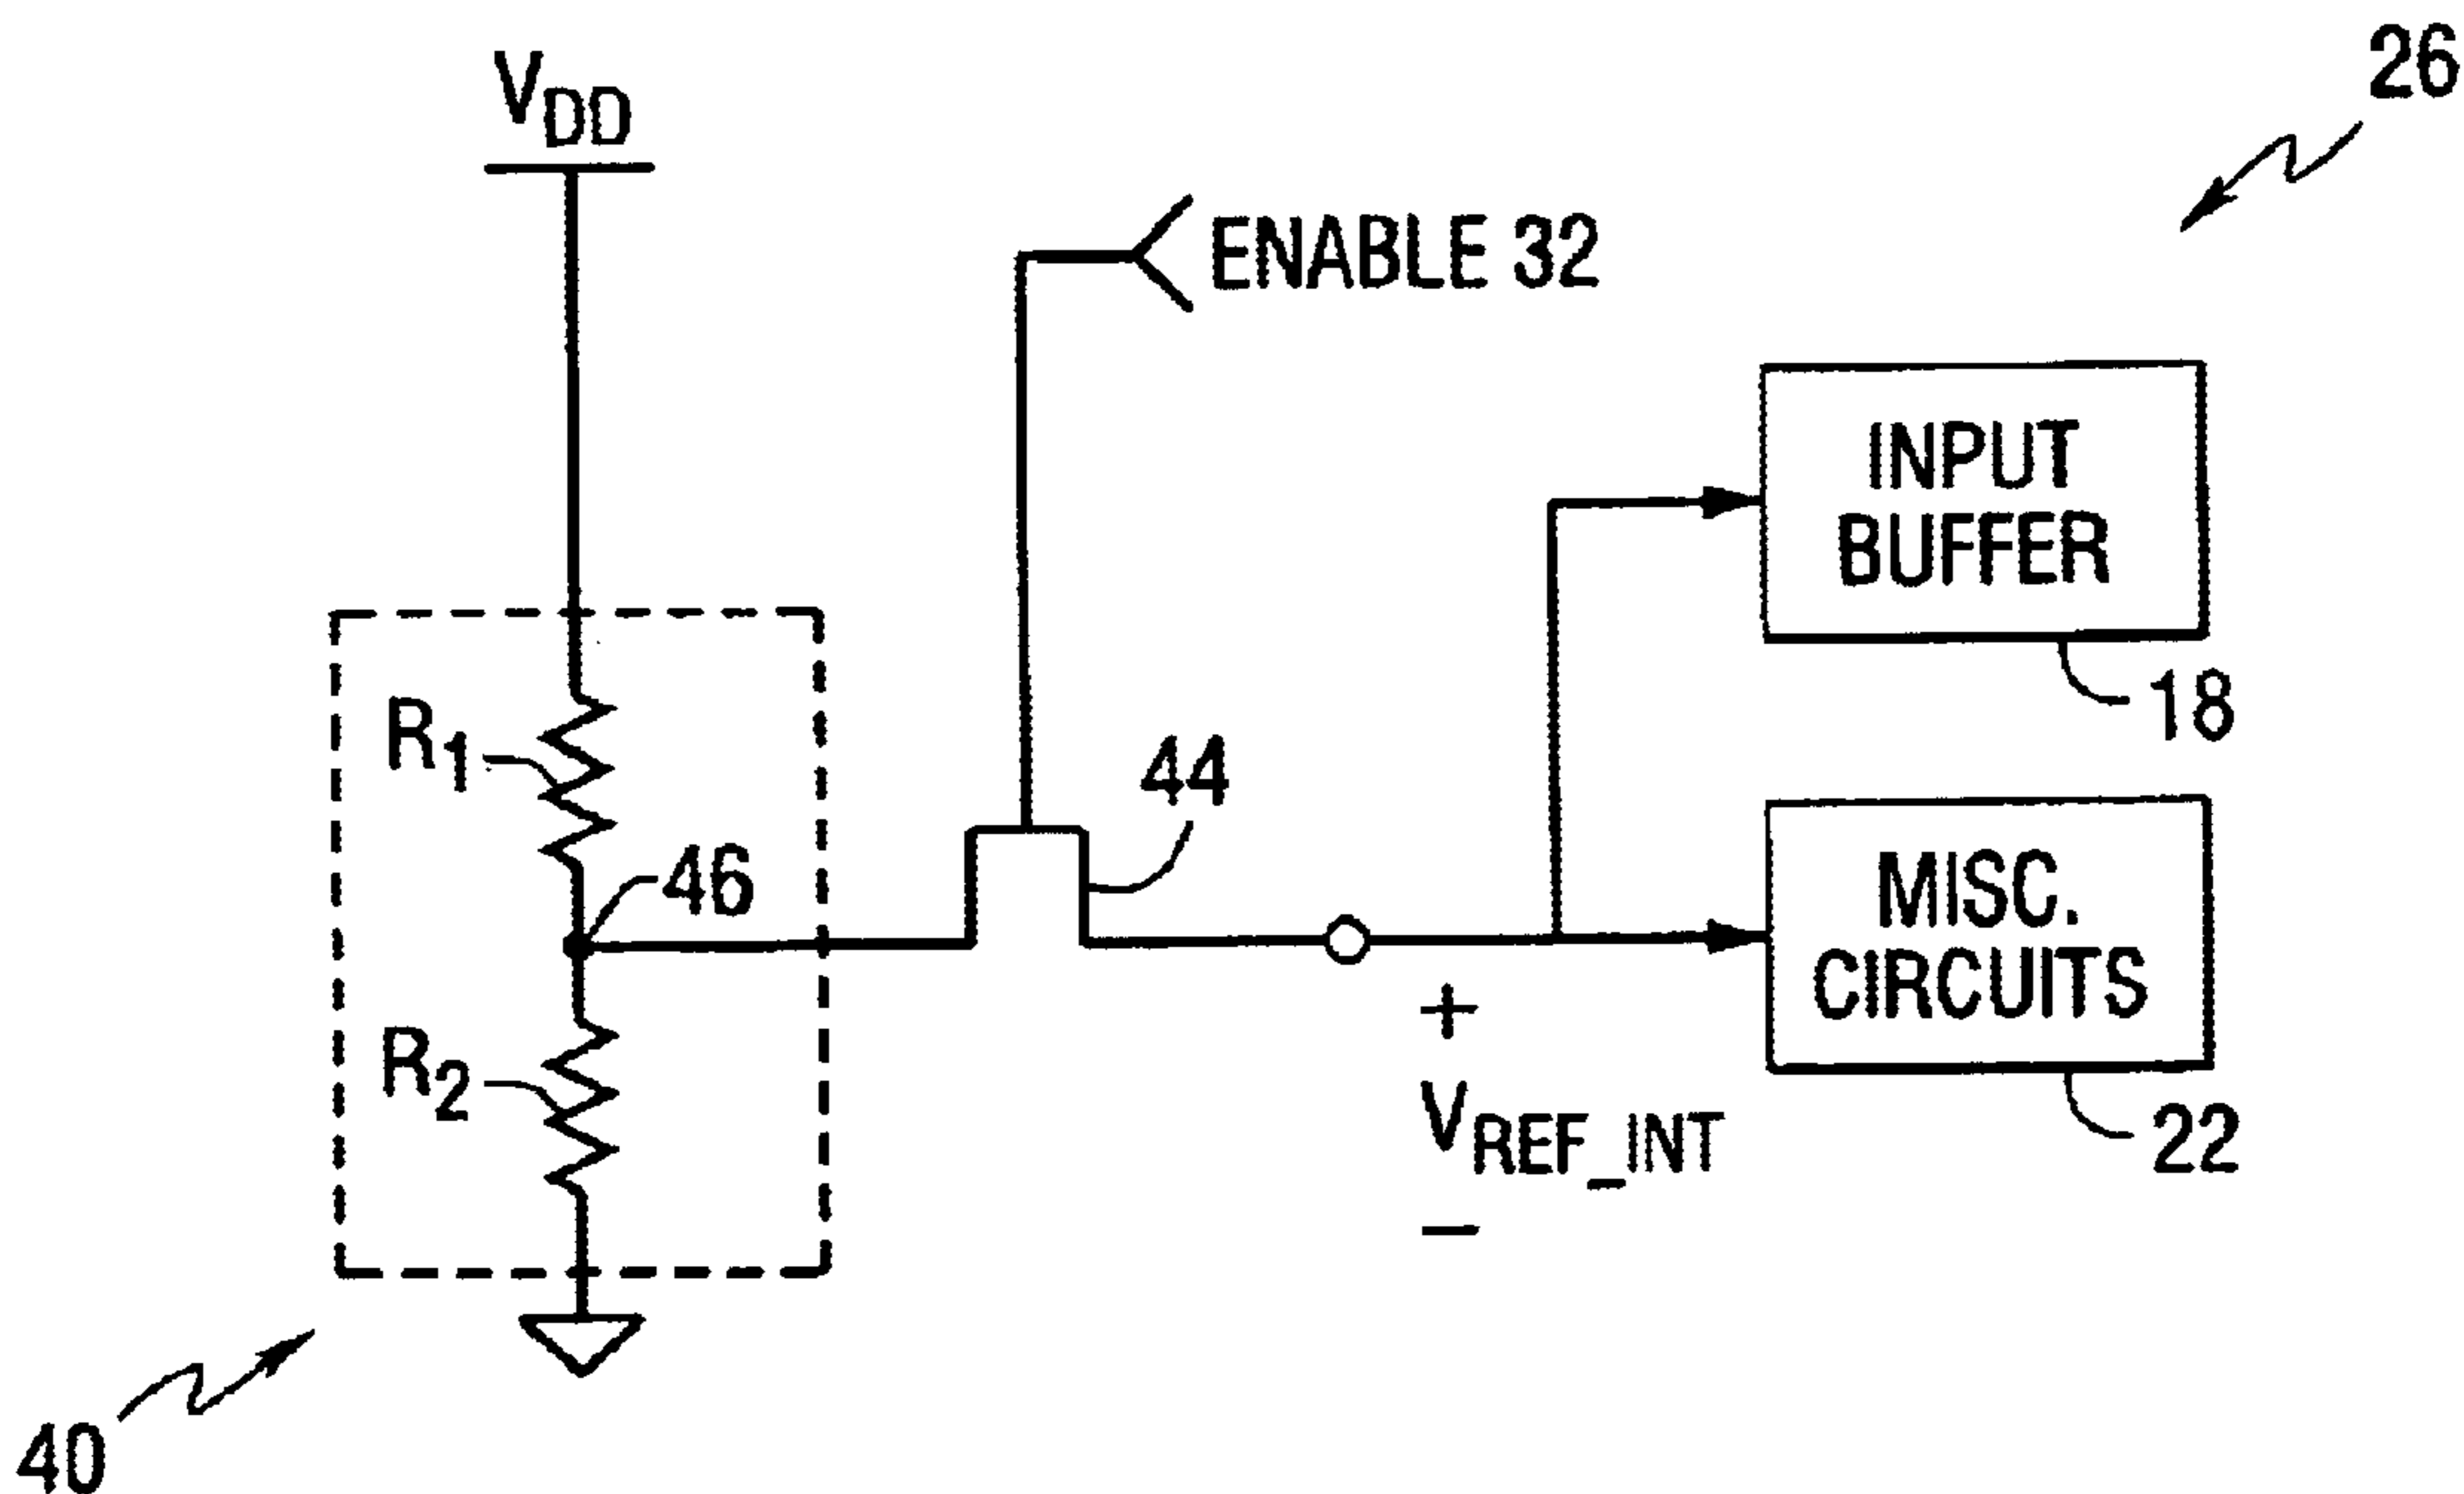 26
VDD
ENABLE 32
INPUT
BUFFER
18
R1
44
46
MISC.
CIRCUITS
22
R2
+
VREF_INT
−
40